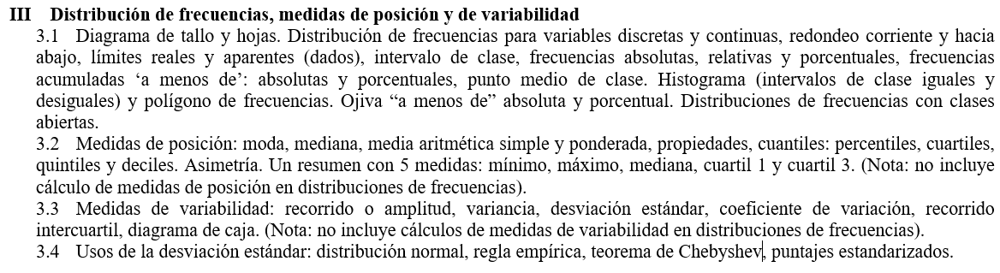 III Distribución de frecuencias, medidas de posición y de variabilidad
3.1 Diagrama de tallo y hojas. Distribución de frecuencias para variables discretas y continuas, redondeo corriente y hacia
abajo, límites reales y aparentes (dados), intervalo de clase, frecuencias absolutas, relativas y porcentuales, frecuencias
acumuladas ‘a menos de’: absolutas y porcentuales, punto medio de clase. Histograma (intervalos de clase iguales y
desiguales) y polígono de frecuencias. Ojiva “a menos de” absoluta y porcentual. Distribuciones de frecuencias con clases
abiertas.
3.2 Medidas de posición: moda, mediana, media aritmética simple y ponderada, propiedades, cuantiles: percentiles, cuartiles,
quintiles y deciles. Asimetría. Un resumen con 5 medidas: mínimo, máximo, mediana, cuartil 1 y cuartil 3. (Nota: no incluye
cálculo de medidas de posición en distribuciones de frecuencias).
3.3 Medidas de variabilidad: recorrido o amplitud, variancia, desviación estándar, coeficiente de variación, recorrido
intercuartil, diagrama de caja. (Nota: no incluye cálculos de medidas de variabilidad en distribuciones de frecuencias).
3.4 Usos de la desviación estándar: distribución normal, regla empírica, teorema de Chebyshev, puntajes estandarizados.